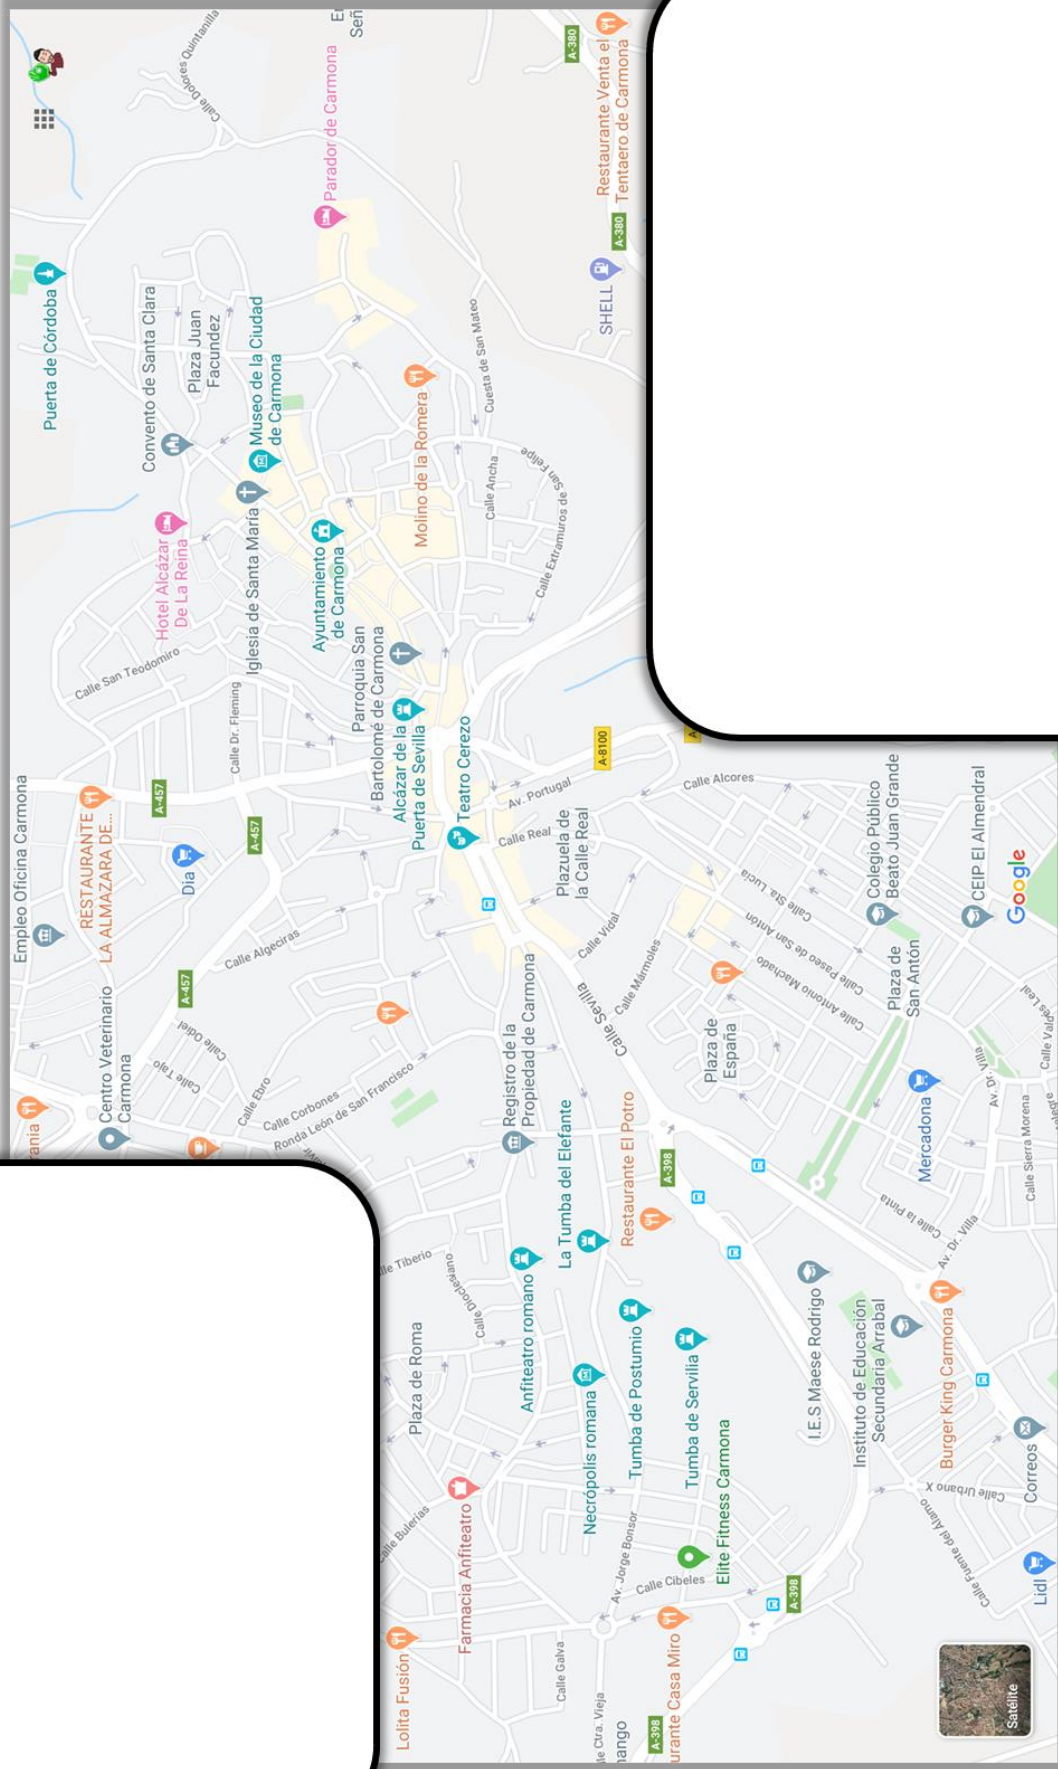 Puerta de Córdoba
Calle Dolores Quintanilla
Parador de Carmona
A-380
Restaurante Venta el
Tentaero de Carmona
A-380
SHELL
Convento de Santa Clara
Plaza Juan
Facundez
Museo de la Ciudad
de Carmona
Hotel Alcázar
De La Reina
Iglesia de Santa María
Ayuntamiento
de Carmona
Molino de la Romera
Cuesta de San Mateo
Calle Ancha
Calle Extramuros de San Felipe
Calle San Teodomiro
Calle Dr. Fleming
Parroquia San
Bartolomé de Carmona
Alcázar de la
Puerta de Sevilla
Teatro Cerezo
Empleo Oficina Carmona
RESTAURANTE
LA ALMAZARA DE...
A-457
Dia
A-457
Calle Algeciras
A-457
Centro Veterinario
Carmona
Calle Odiel
Calle Tajo
Calle Ebro
Calle Corbones
Ronda León de San Francisco
Av. Portugal
Calle Real
Plazuela de
la Calle Real
A-8100
Calle Alcores
Calle Vidal
Calle Sevilla
Calle Mármoles
Registro de la
Propiedad de Carmona
Plaza de
España
Calle Sta. Lucía
Calle Paseo de San Antón
Calle Antonio Machado
Colegio Público
Beato Juan Grande
CEIP El Almendral
Google
Plaza de
San Antón
Mercadona
Av. Dr. Villa
Calle Sierra Morena
Calle la Pinta
Av. Dr. Villa
Restaurante El Potro
A-398
La Tumba del Elefante
Anfiteatro romano
Calle
Diocleciano
Plaza de Roma
Necrópolis romana
Tumba de Postumio
Tumba de Servilia
I.E.S Maese Rodrigo
Instituto de Educación
Secundaria Arrabal
Burger King Carmona
Correos
Calle Urbano X
Calle Fuente del Álamo
Lidl
Farmacia Anfiteatro
Av. Jorge Bonsor
Calle Cibeles
Elite Fitness Carmona
A-398
Lolita Fusión
Calle Galva
A-398
Satélite